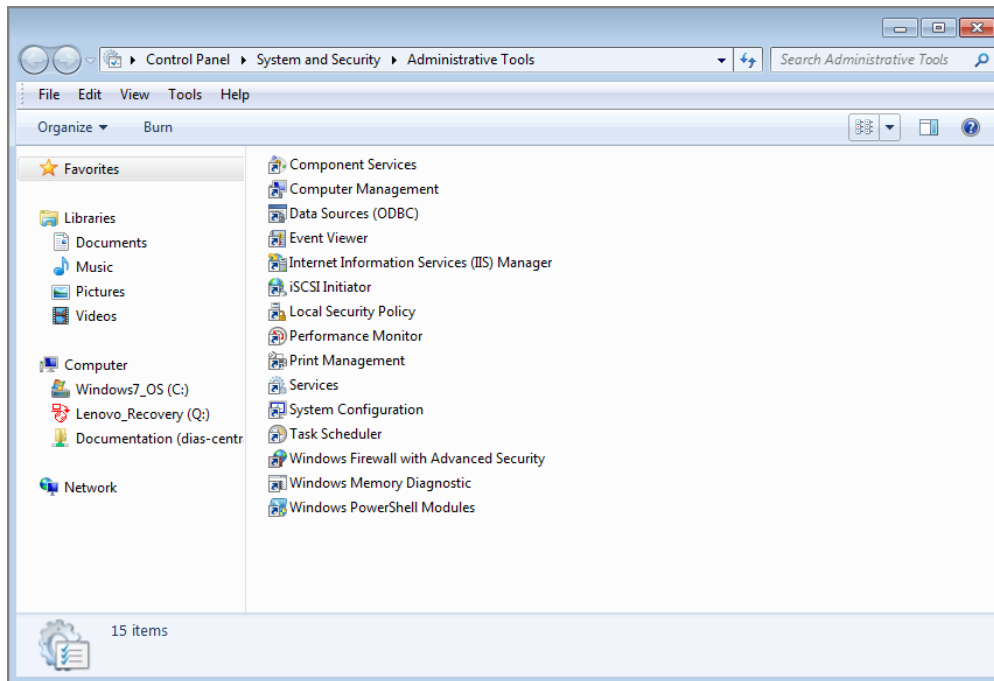 Control Panel ▸ System and Security ▸ Administrative Tools
Search Administrative Tools
File Edit View Tools Help
Organize Burn
Favorites
Libraries
Documents
Music
Pictures
Videos
Computer
Windows7_OS (C:)
Lenovo_Recovery (Q:)
Documentation (dias-centr
Network
Component Services
Computer Management
Data Sources (ODBC)
Event Viewer
Internet Information Services (IIS) Manager
iSCSI Initiator
Local Security Policy
Performance Monitor
Print Management
Services
System Configuration
Task Scheduler
Windows Firewall with Advanced Security
Windows Memory Diagnostic
Windows PowerShell Modules
15 items